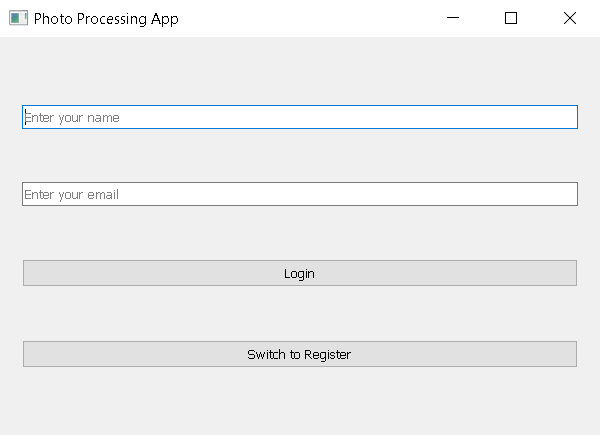 Photo Processing App
Enter your name
Enter your email
Login
Switch to Register